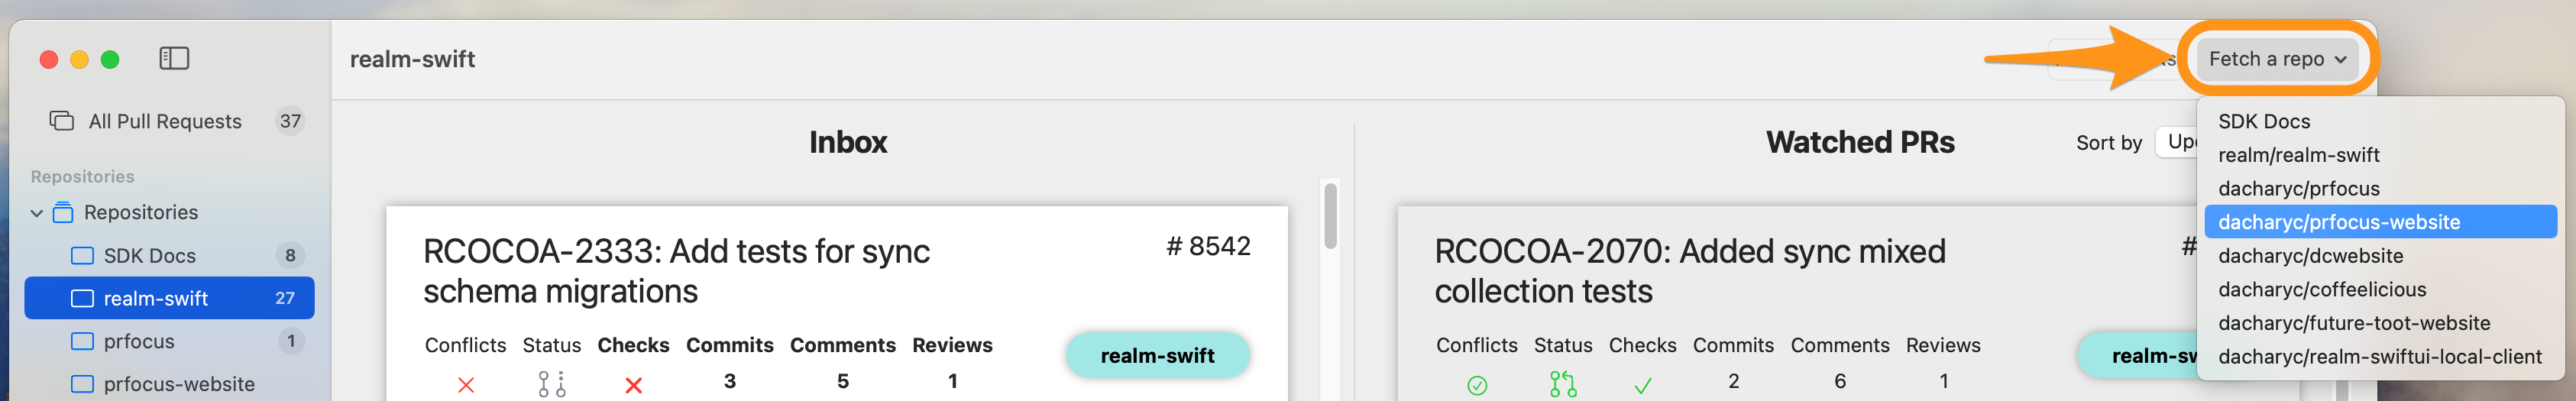 realm-swift
Fetch a repo
All Pull Requests 37
Repositories
Repositories
SDK Docs 8
realm-swift 27
prfocus 1
prfocus-website
Inbox
RCOCOA-2333: Add tests for sync
schema migrations
# 8542
Conflicts Status Checks Commits Comments Reviews
3 5 1
realm-swift
Watched PRs
Sort by
RCOCOA-2070: Added sync mixed
collection tests
#
Conflicts Status Checks Commits Comments Reviews
2 6 1
realm-sw
SDK Docs
realm/realm-swift
dacharyc/prfocus
dacharyc/prfocus-website
dacharyc/dcwebsite
dacharyc/coffeelicious
dacharyc/future-toot-website
dacharyc/realm-swiftui-local-client